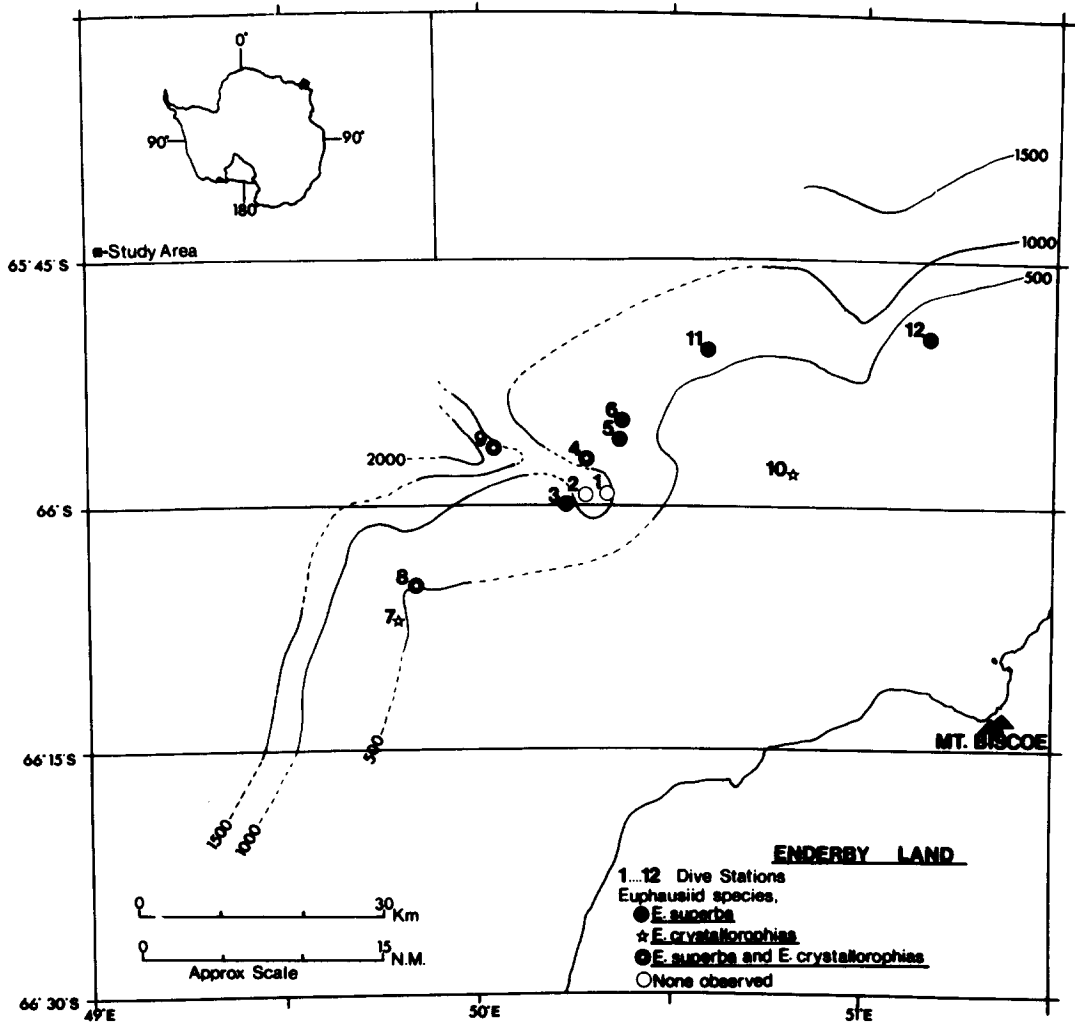 0°
90°
90°
180
■-Study Area
1500
1000
500
65°45' S
12
11
6
5
4
9
2000
10
3
2
1
66° S
8
7
500
66°15' S
MT. BISCOE
1500
1000
ENDERBY LAND
1....12 Dive Stations
Euphausiid species,
E. superba
E. crystallorophias
E. superba and E. crystallorophias
None observed
0 30 Km
0 15 N.M.
Approx Scale
66°30' S
49°E
50°E
51°E